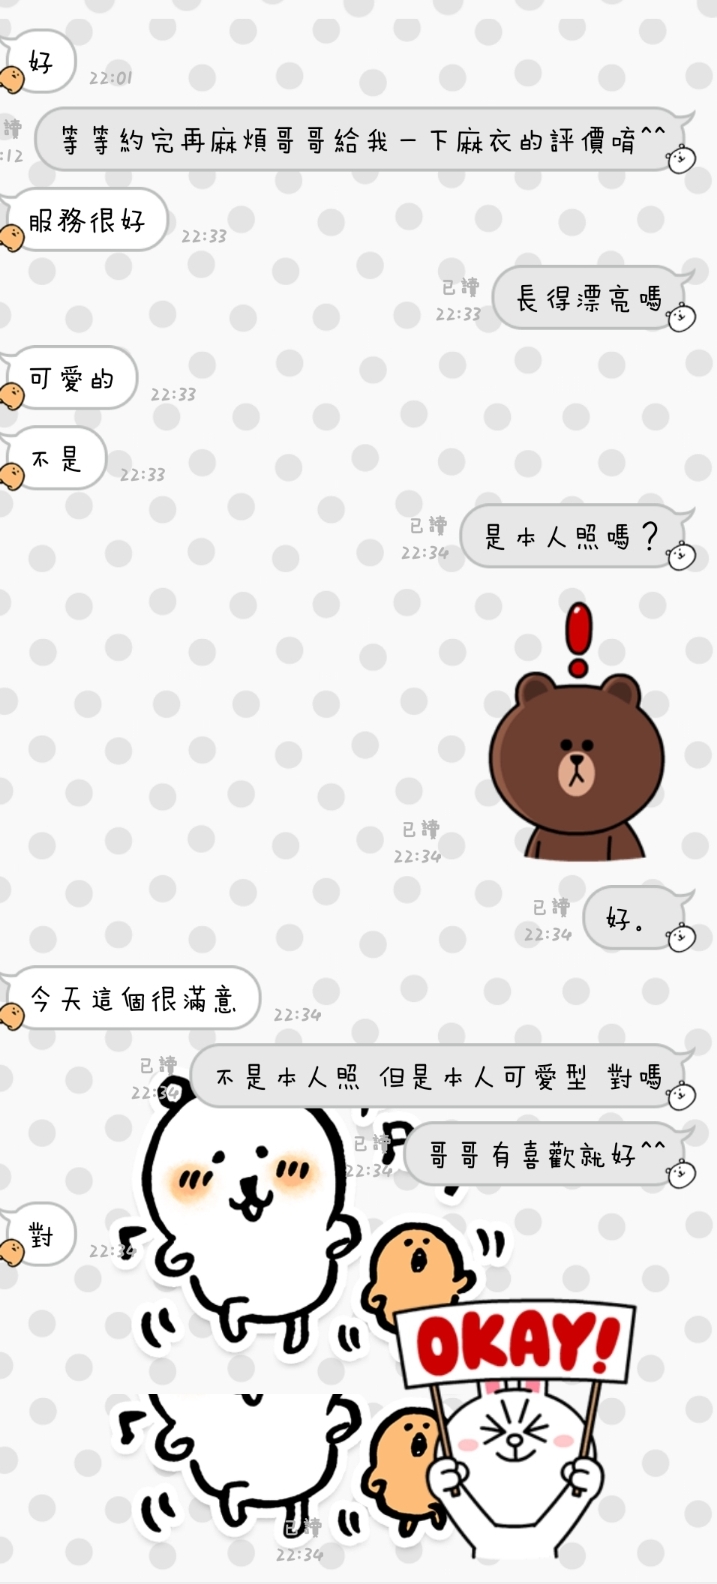 好
22:01
讀
:12
等等約完再麻煩哥哥給我一下麻衣的評價唷^^
服務很好
22:33
已讀
22:33
長得漂亮嗎
可愛的
22:33
不是
22:33
已讀
22:34
是本人照嗎？
已讀
22:34
已讀
22:34
好。
今天這個很滿意
22:34
已讀
22:34
不是本人照 但是本人可愛型 對嗎
已讀
22:34
哥哥有喜歡就好^^
對
22:34
OKAY!
已讀
22:34